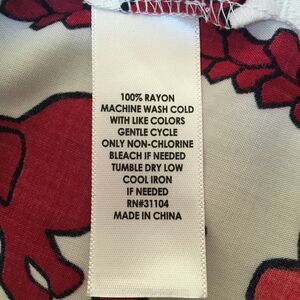 100% RAYON
MACHINE WASH COLD
WITH LIKE COLORS
GENTLE CYCLE
ONLY NON-CHLORINE
BLEACH IF NEEDED
TUMBLE DRY LOW
COOL IRON
IF NEEDED
RN#31104
MADE IN CHINA